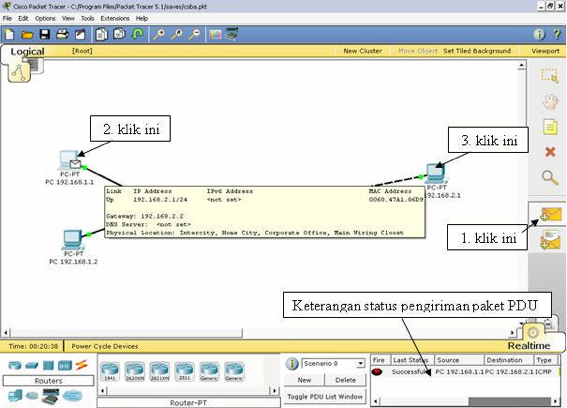 Cisco Packet Tracer - C:/Program Files/Packet Tracer 5.1/saves/coba.pkt
File Edit Options View Tools Extensions Help
Logical [Root] New Cluster Move Object Set Tiled Background Viewport
2. klik ini
3. klik ini
PC-PT
PC 192.168.1.1
PC-PT
192.168.2.1
Link IP Address IPv6 Address MAC Address
Up 192.168.2.1/24 <not set> 0060.47A1.06D9
Gateway: 192.168.2.2
DNS Server: <not set>
Physical Location: Intercity, Home City, Corporate Office, Main Wiring Closet
PC-PT
PC 192.168.1.2
1. klik ini
Keterangan status pengiriman paket PDU
Time: 00:20:38 Power Cycle Devices Realtime
Routers
1841 2620XM 2621XM 2811 Generic Generic
Router-PT
Scenario 0
New Delete
Toggle PDU List Window
Fire Last Status Source Destination Type
Successful PC 192.168.1.1 PC 192.168.2.1 ICMP